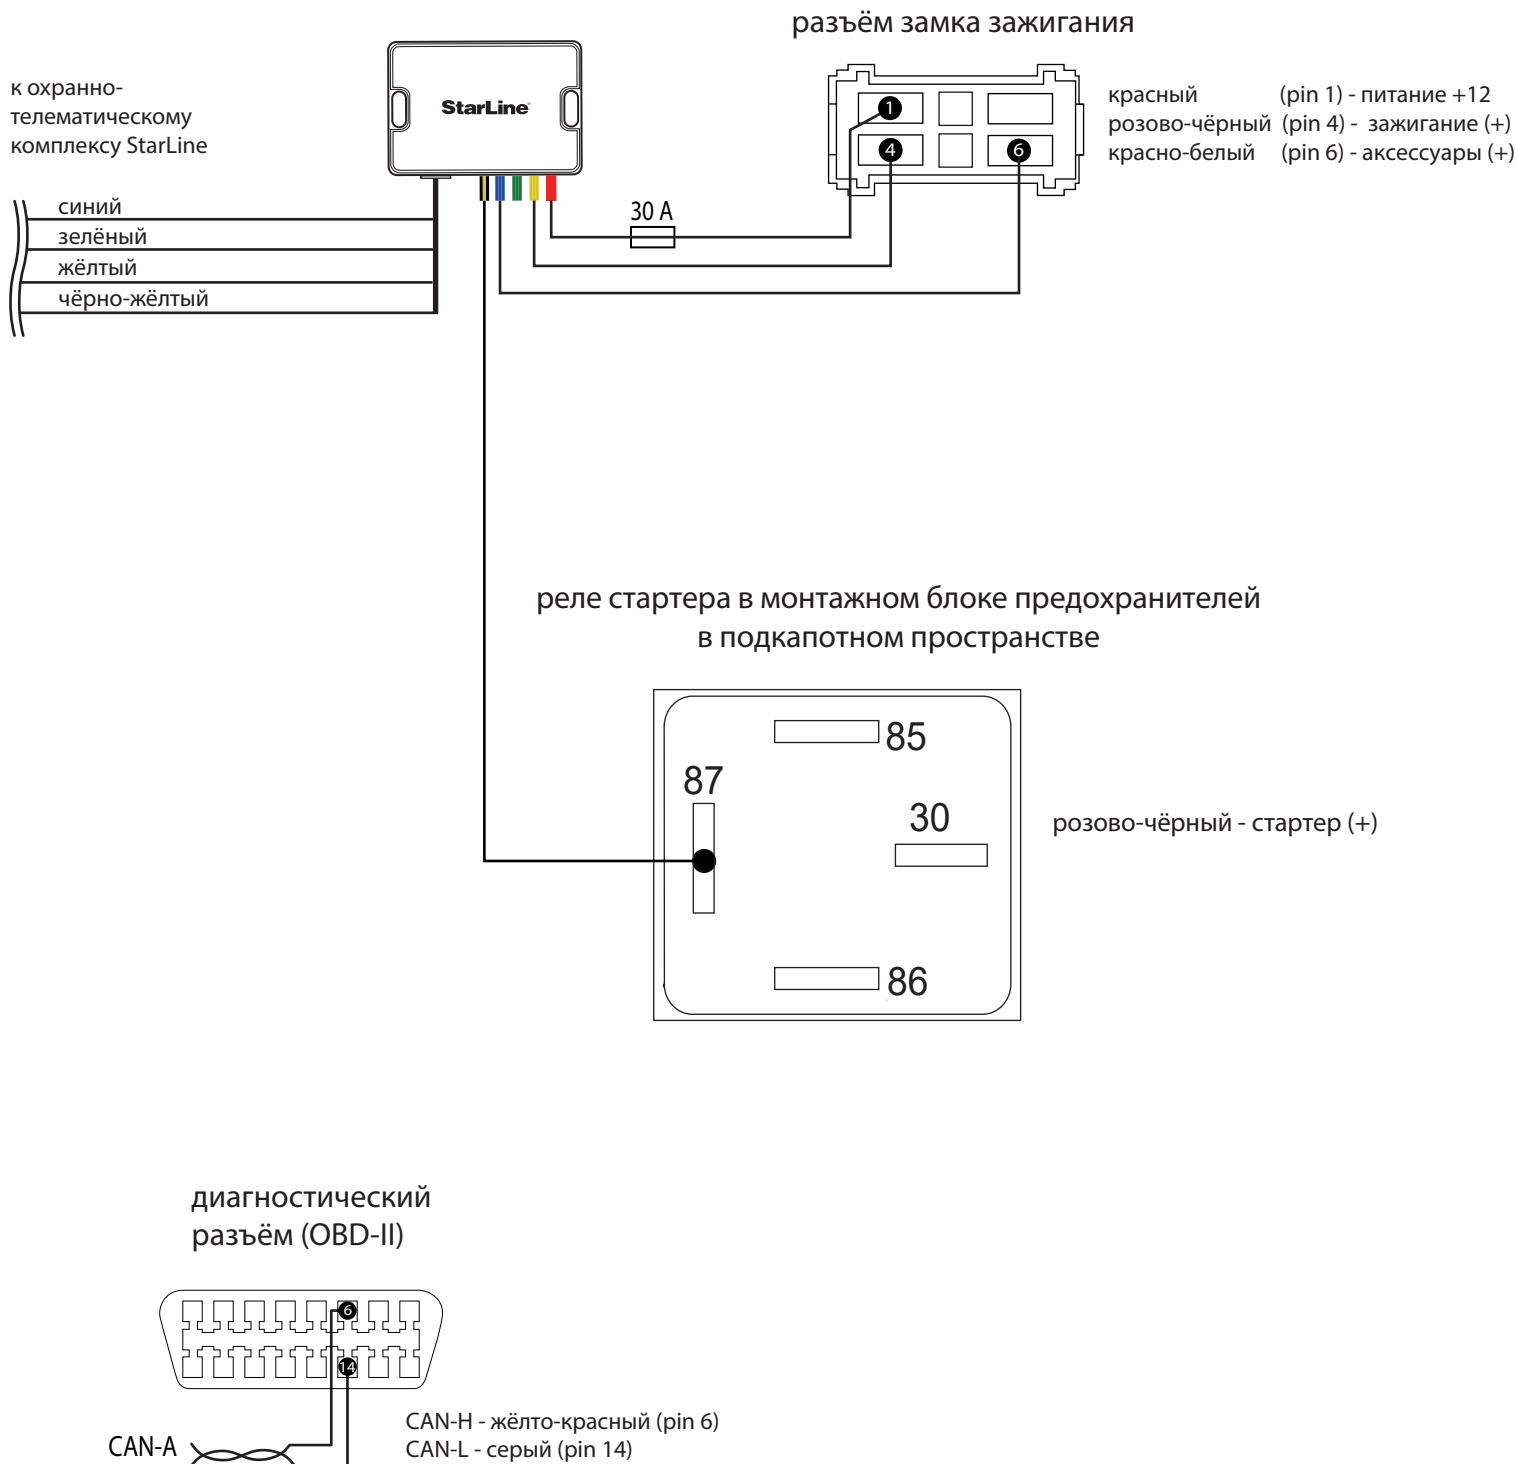 разъём замка зажигания
к охранно-
телематическому
комплексу StarLine
StarLine
1
4
6
красный (pin 1) - питание +12
розово-чёрный (pin 4) - зажигание (+)
красно-белый (pin 6) - аксессуары (+)
синий
зелёный
жёлтый
чёрно-жёлтый
30 A
реле стартера в монтажном блоке предохранителей
в подкапотном пространстве
85
87
30
86
розово-чёрный - стартер (+)
диагностический
разъём (OBD-II)
6
14
CAN-A
CAN-H - жёлто-красный (pin 6)
CAN-L - серый (pin 14)